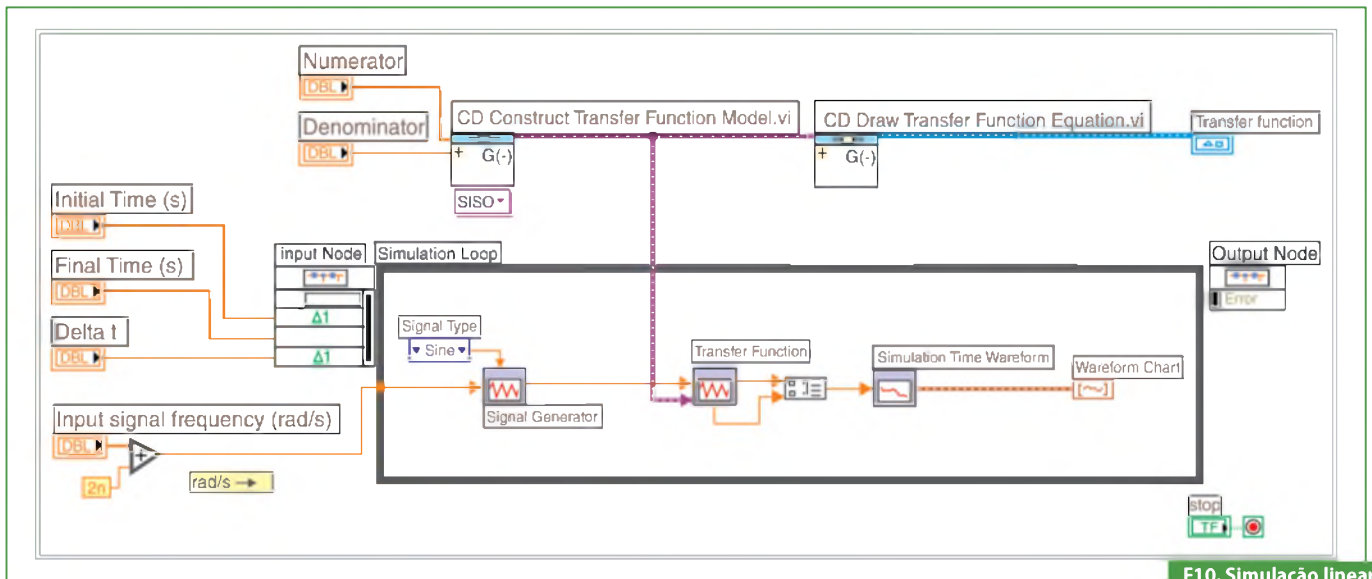 Numerator
DBL
CD Construct Transfer Function Model.vi
CD Draw Transfer Function Equation.vi
Transfer function
Denominator
DBL
+ G(-)
+ G(-)
SISO
Initial Time (s)
DBL
Final Time (s)
DBL
Delta t
DBL
input Node
Simulation Loop
Output Node
Error
Δ1
Δ1
Signal Type
Sine
Signal Generator
Transfer Function
Simulation Time Wareform
Wareform Chart
Input signal frequency (rad/s)
DBL
+
2n
rad/s
stop
TF
F10. Simulação linear